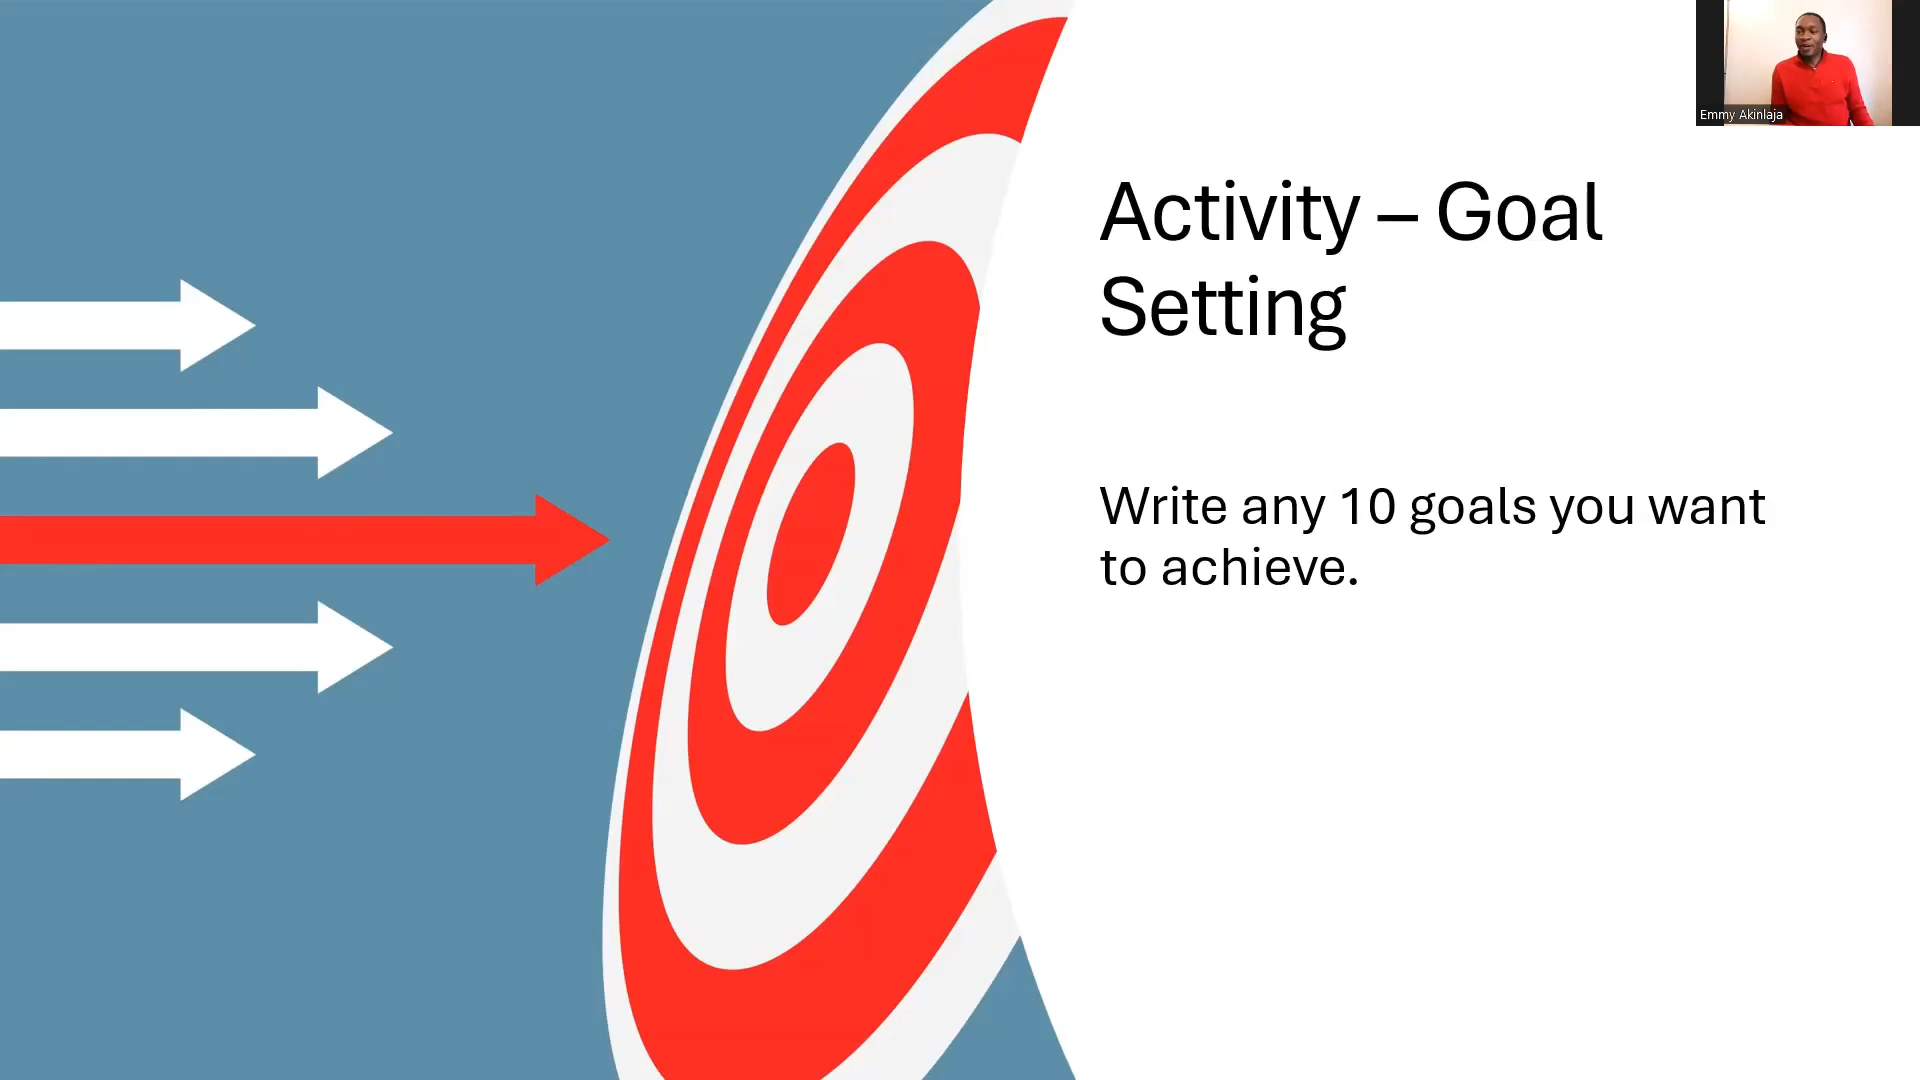 Emmy Akinlaja
Activity – Goal
Setting
Write any 10 goals you want
to achieve.